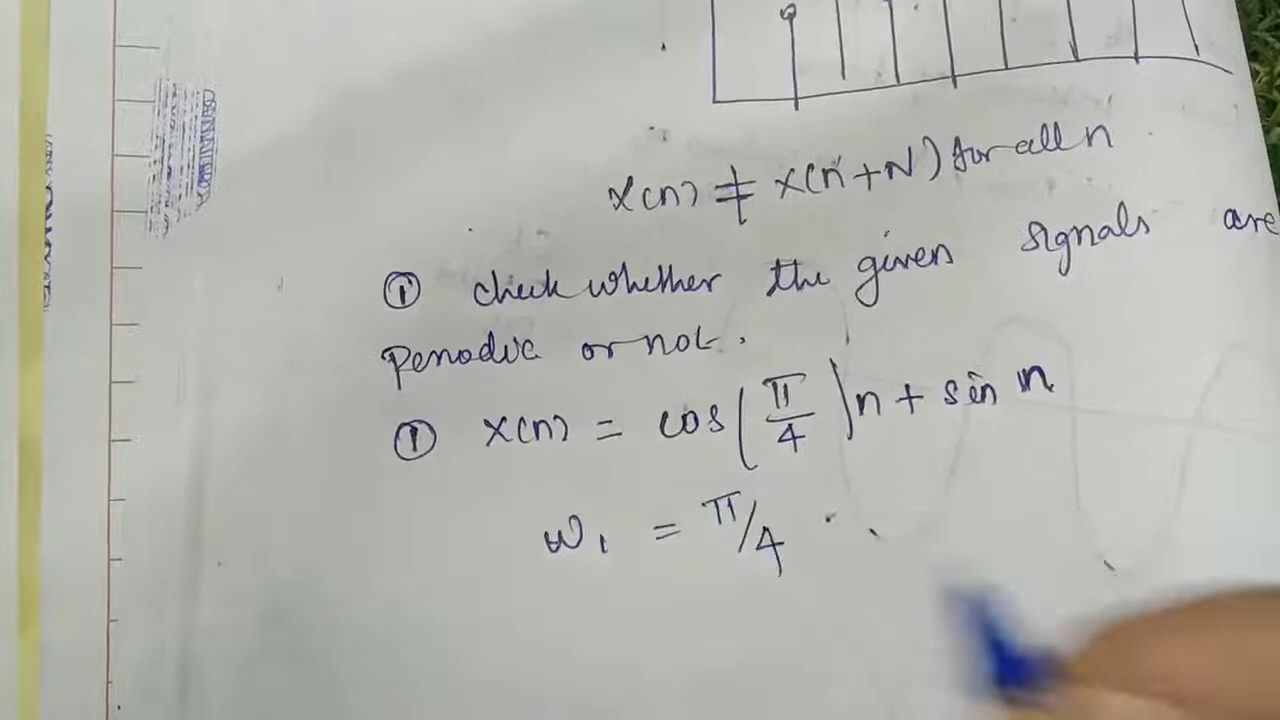 x(n) ≠ x(n+N) for all n
① check whether the given signals are
periodic or not.
① x(n) = cos(π/4)n + sin n
ω₁ = π/4